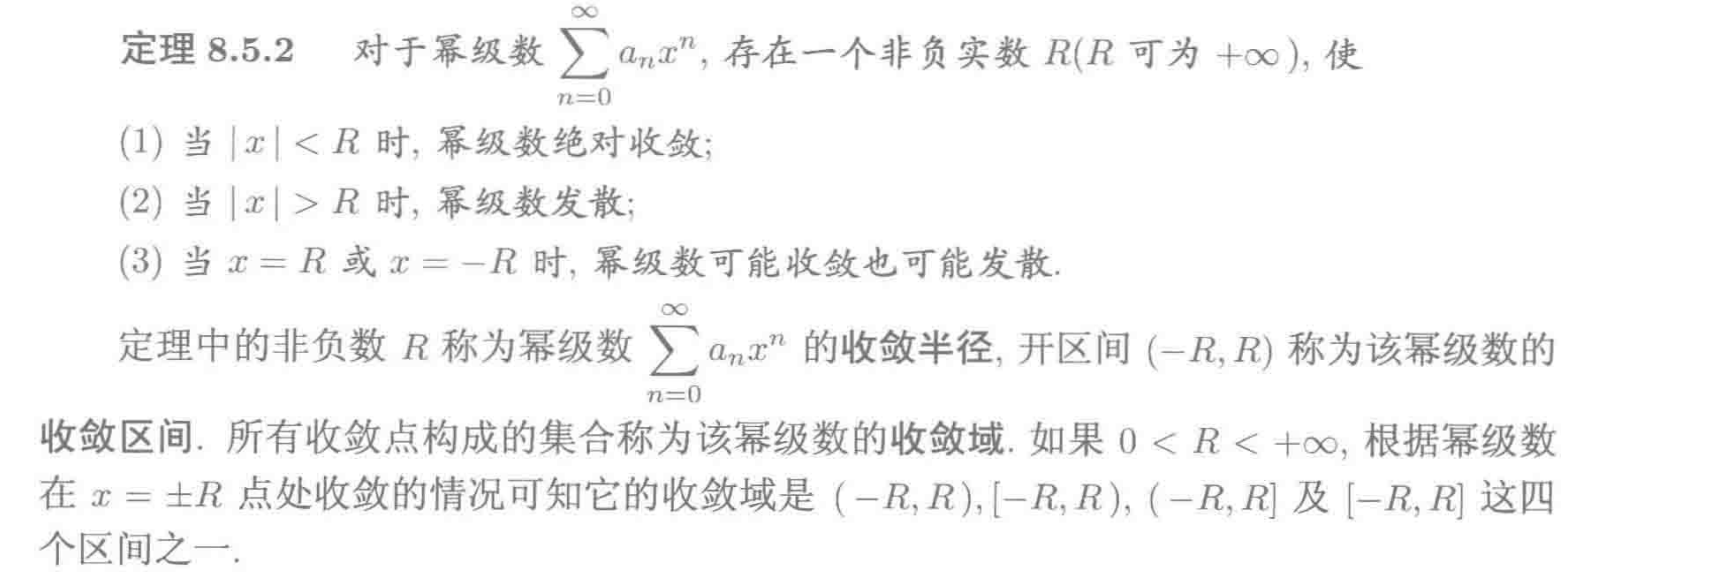 定理 8.5.2 对于幂级数 $\sum_{n=0}^{\infty} a_n x^n$, 存在一个非负实数 R(R 可为 +∞), 使
(1) 当 |x| < R 时, 幂级数绝对收敛;
(2) 当 |x| > R 时, 幂级数发散;
(3) 当 x = R 或 x = −R 时, 幂级数可能收敛也可能发散.
定理中的非负数 R 称为幂级数 $\sum_{n=0}^{\infty} a_n x^n$ 的收敛半径, 开区间 (−R, R) 称为该幂级数的
收敛区间. 所有收敛点构成的集合称为该幂级数的收敛域. 如果 0 < R < +∞, 根据幂级数
在 x = ±R 点处收敛的情况可知它的收敛域是 (−R, R), [−R, R), (−R, R] 及 [−R, R] 这四
个区间之一.